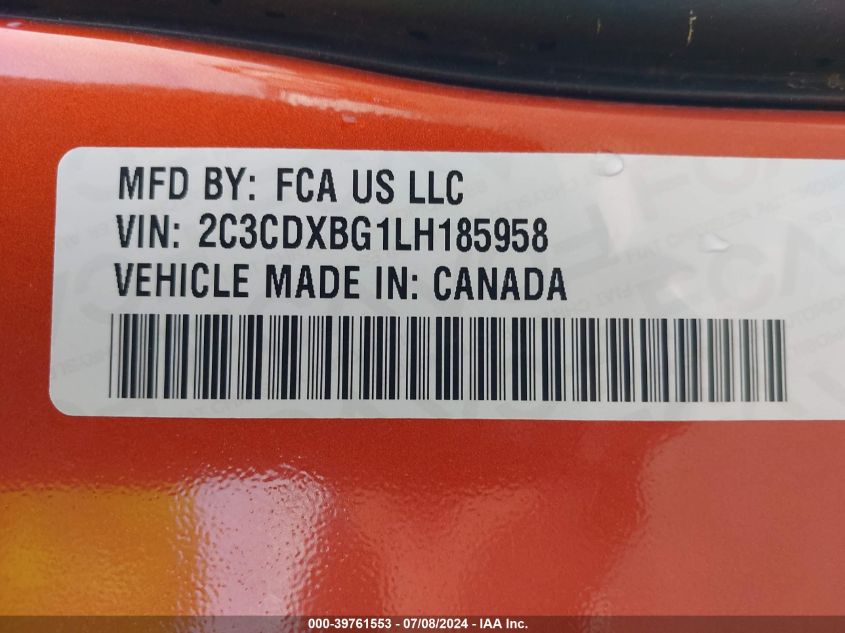 MFD BY: FCA US LLC
VIN: 2C3CDXBG1LH185958
VEHICLE MADE IN: CANADA
000-39761553 - 07/08/2024 - IAA Inc.